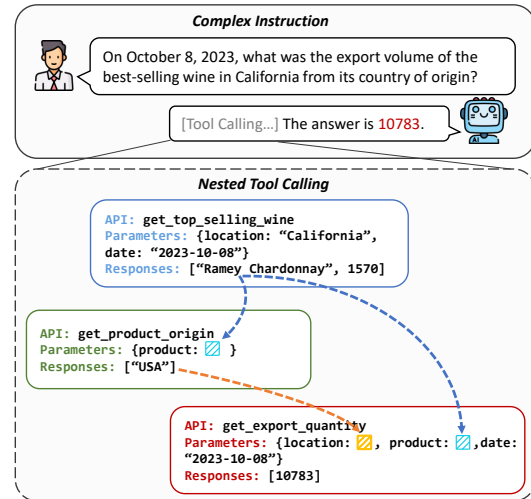 Complex Instruction
On October 8, 2023, what was the export volume of the
best-selling wine in California from its country of origin?
[Tool Calling…] The answer is 10783.
AI
Nested Tool Calling
API: get_top_selling_wine
Parameters: {location: “California”,
date: “2023-10-08”}
Responses: [“Ramey Chardonnay”, 1570]
API: get_product_origin
Parameters: {product: }
Responses: [“USA”]
API: get_export_quantity
Parameters: {location: , product: ,date:
“2023-10-08”}
Responses: [10783]